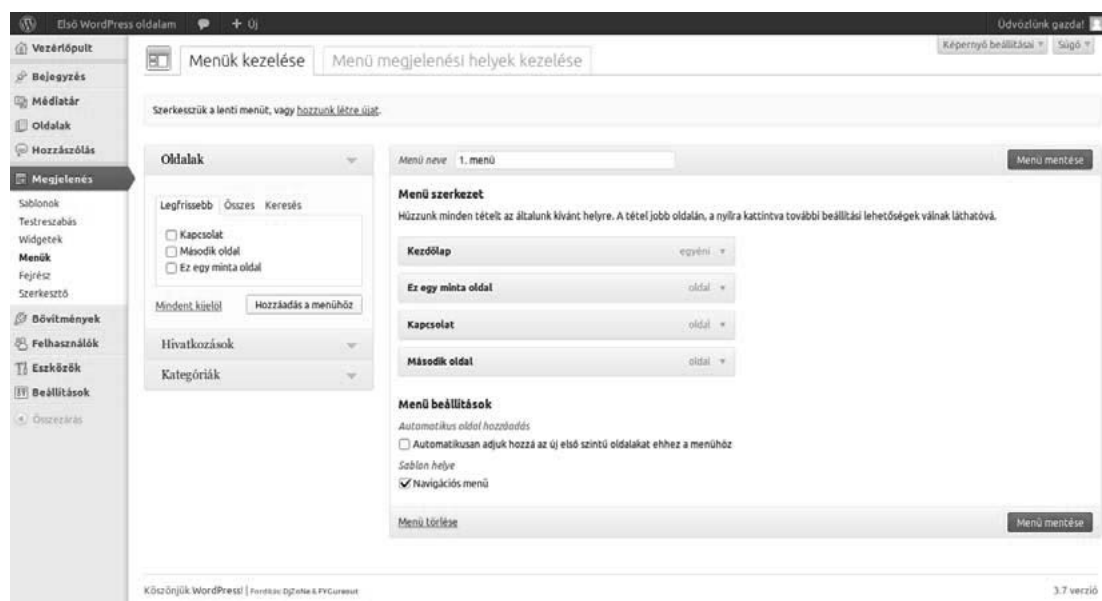 Első WordPress oldalam + Új Üdvözlünk gazda!
Képernyő beállításai Súgó
Vezérlőpult
Bejegyzés
Médiatár
Oldalak
Hozzászólás
Megjelenés
Sablonok
Testreszabás
Widgetek
Menük
Fejrész
Szerkesztő
Bővítmények
Felhasználók
Eszközök
Beállítások
Összezárás
Menük kezelése Menü megjelenési helyek kezelése
Szerkesszük a lenti menüt, vagy hozzunk létre újat.
Oldalak
Legfrissebb Összes Keresés
Kapcsolat
Második oldal
Ez egy minta oldal
Mindent kijelöl Hozzáadás a menühöz
Hivatkozások
Kategóriák
Menü neve 1. menü Menü mentése
Menü szerkezet
Húzzunk minden tételt az általunk kívánt helyre. A tétel jobb oldalán, a nyílra kattintva további beállítási lehetőségek válnak láthatóvá.
Kezdőlap egyéni
Ez egy minta oldal oldal
Kapcsolat oldal
Második oldal oldal
Menü beállítások
Automatikus oldal hozzáadás
Automatikusan adjuk hozzá az új első szintű oldalakat ehhez a menühöz
Sablon helye
Navigációs menü
Menü törlése Menü mentése
Köszönjük WordPress! | Fordítás: DjZoNe & FYGureout 3.7 verzió